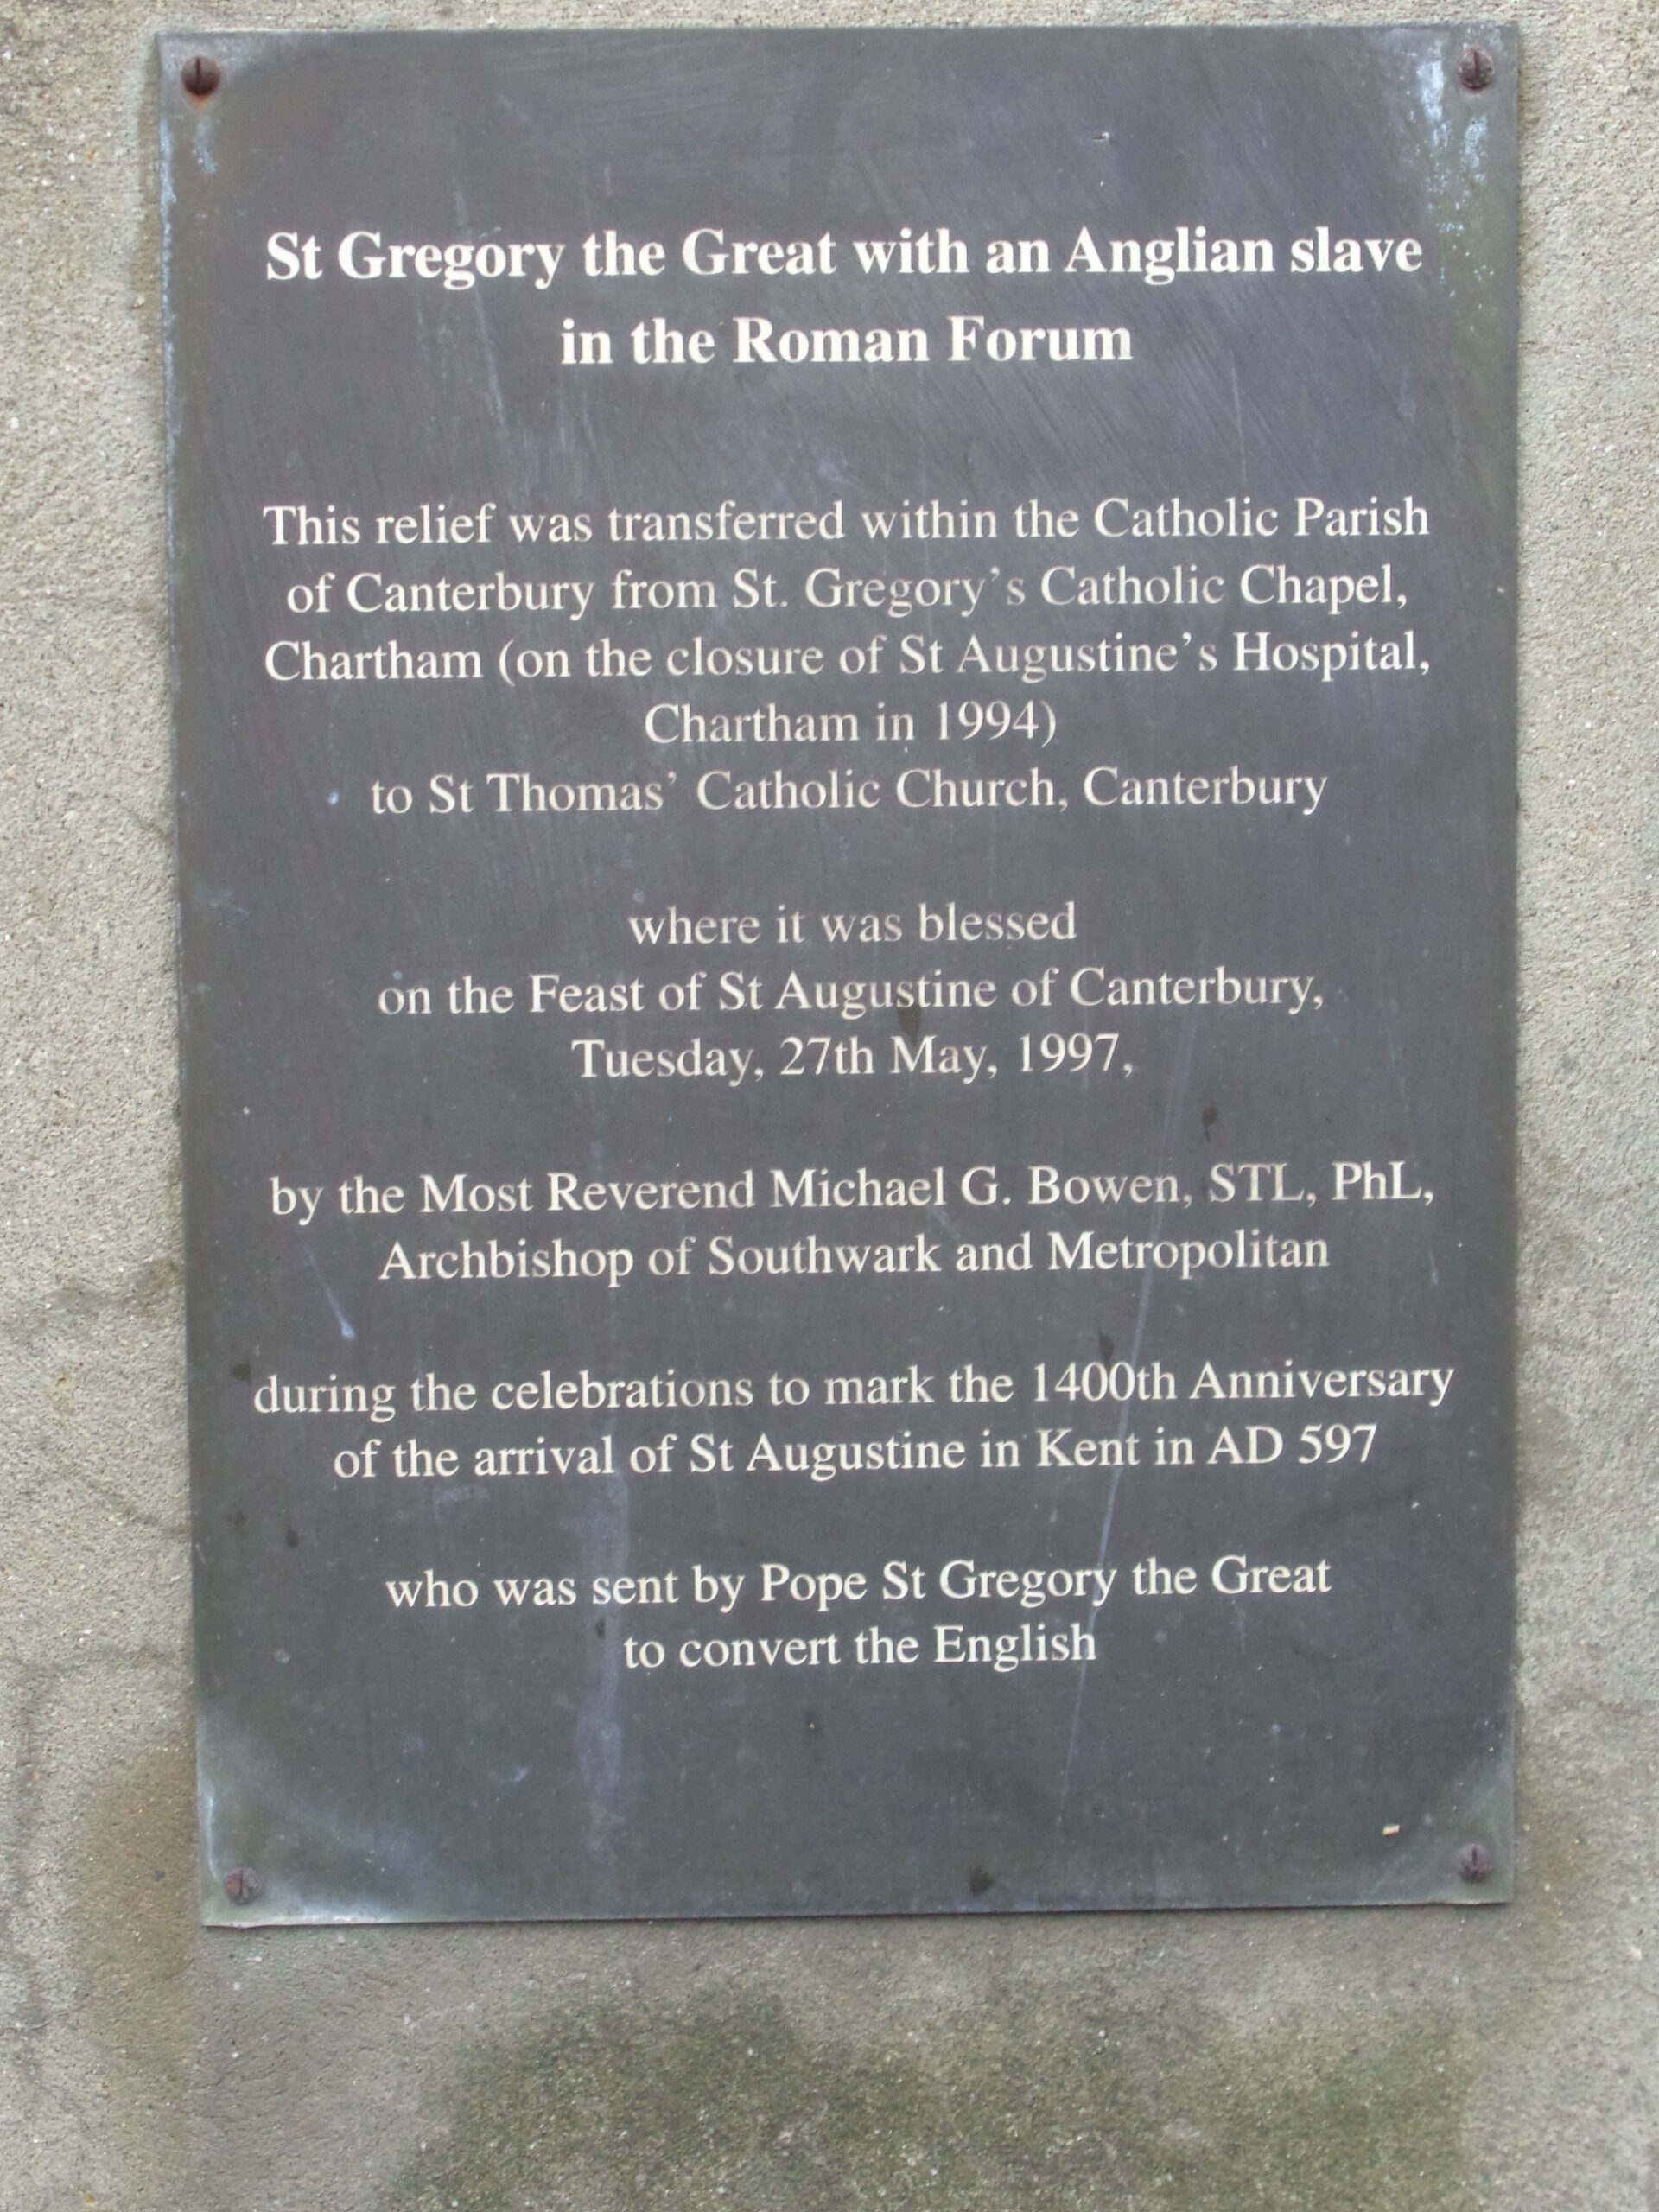 St Gregory the Great with an Anglian slave
in the Roman Forum
This relief was transferred within the Catholic Parish
of Canterbury from St. Gregory's Catholic Chapel,
Chartham (on the closure of St Augustine's Hospital,
Chartham in 1994)
to St Thomas' Catholic Church, Canterbury
where it was blessed
on the Feast of St Augustine of Canterbury,
Tuesday, 27th May, 1997,
by the Most Reverend Michael G. Bowen, STL, PhL,
Archbishop of Southwark and Metropolitan
during the celebrations to mark the 1400th Anniversary
of the arrival of St Augustine in Kent in AD 597
who was sent by Pope St Gregory the Great
to convert the English